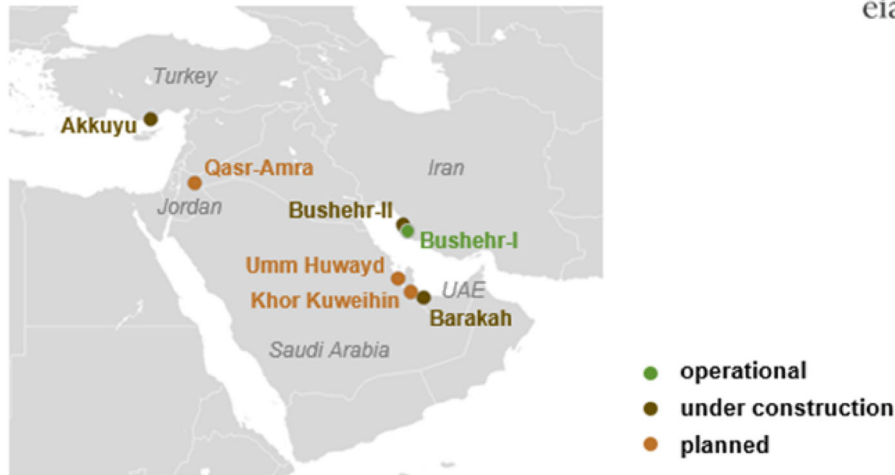 eia
Turkey
Akkuyu
Qasr-Amra
Iran
Jordan
Bushehr-II
Bushehr-I
Umm Huwayd
UAE
Khor Kuweihin
Barakah
Saudi Arabia
operational
under construction
planned